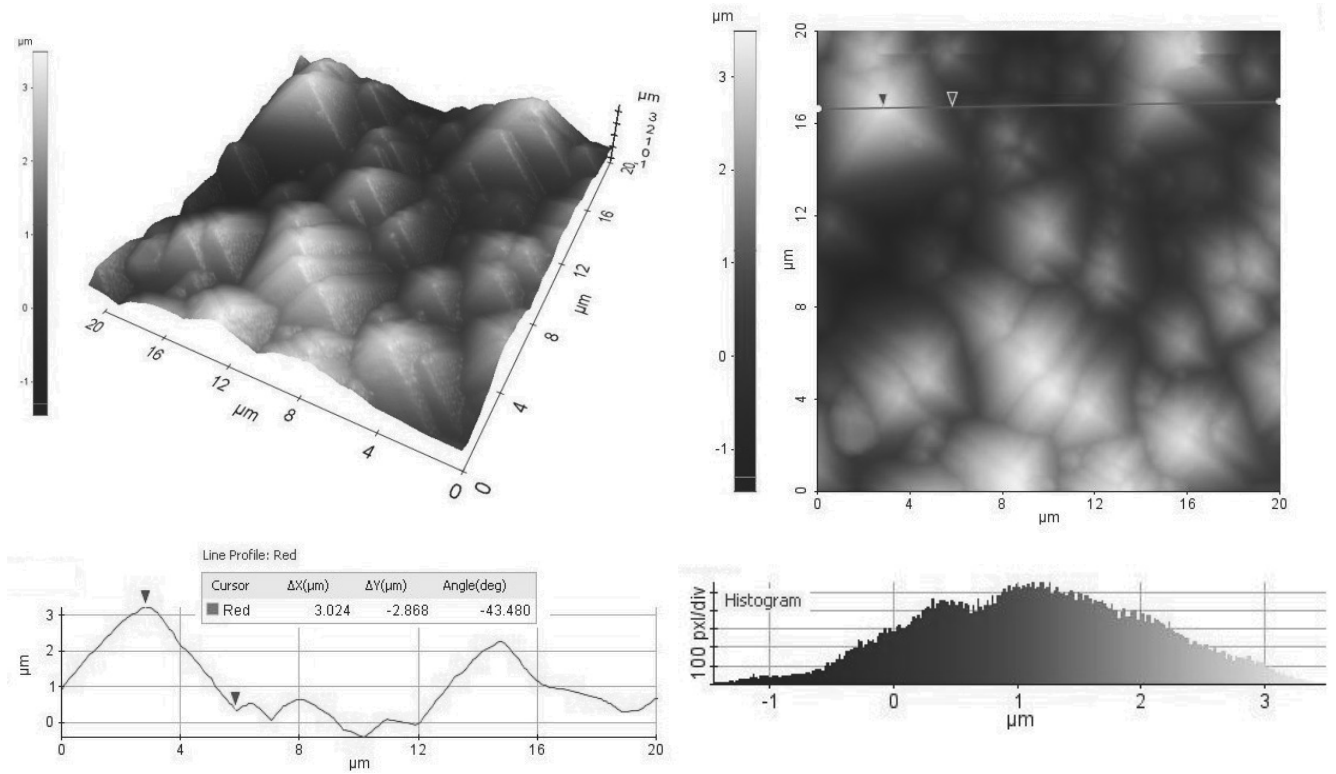 µm
3
2
1
0
-1
µm
3
2
1
0
-1
20
16
12
8
4
0
µm
20
16
12
8
4
0
µm
µm
3
2
1
0
-1
20
16
12
8
4
0
µm
0
4
8
12
16
20
µm
Line Profile: Red
Cursor ΔX(µm) ΔY(µm) Angle(deg)
Red 3.024 -2.868 -43.480
3
2
1
0
µm
0 4 8 12 16 20
µm
Histogram
100 pxl/div
-1 0 1 2 3
µm